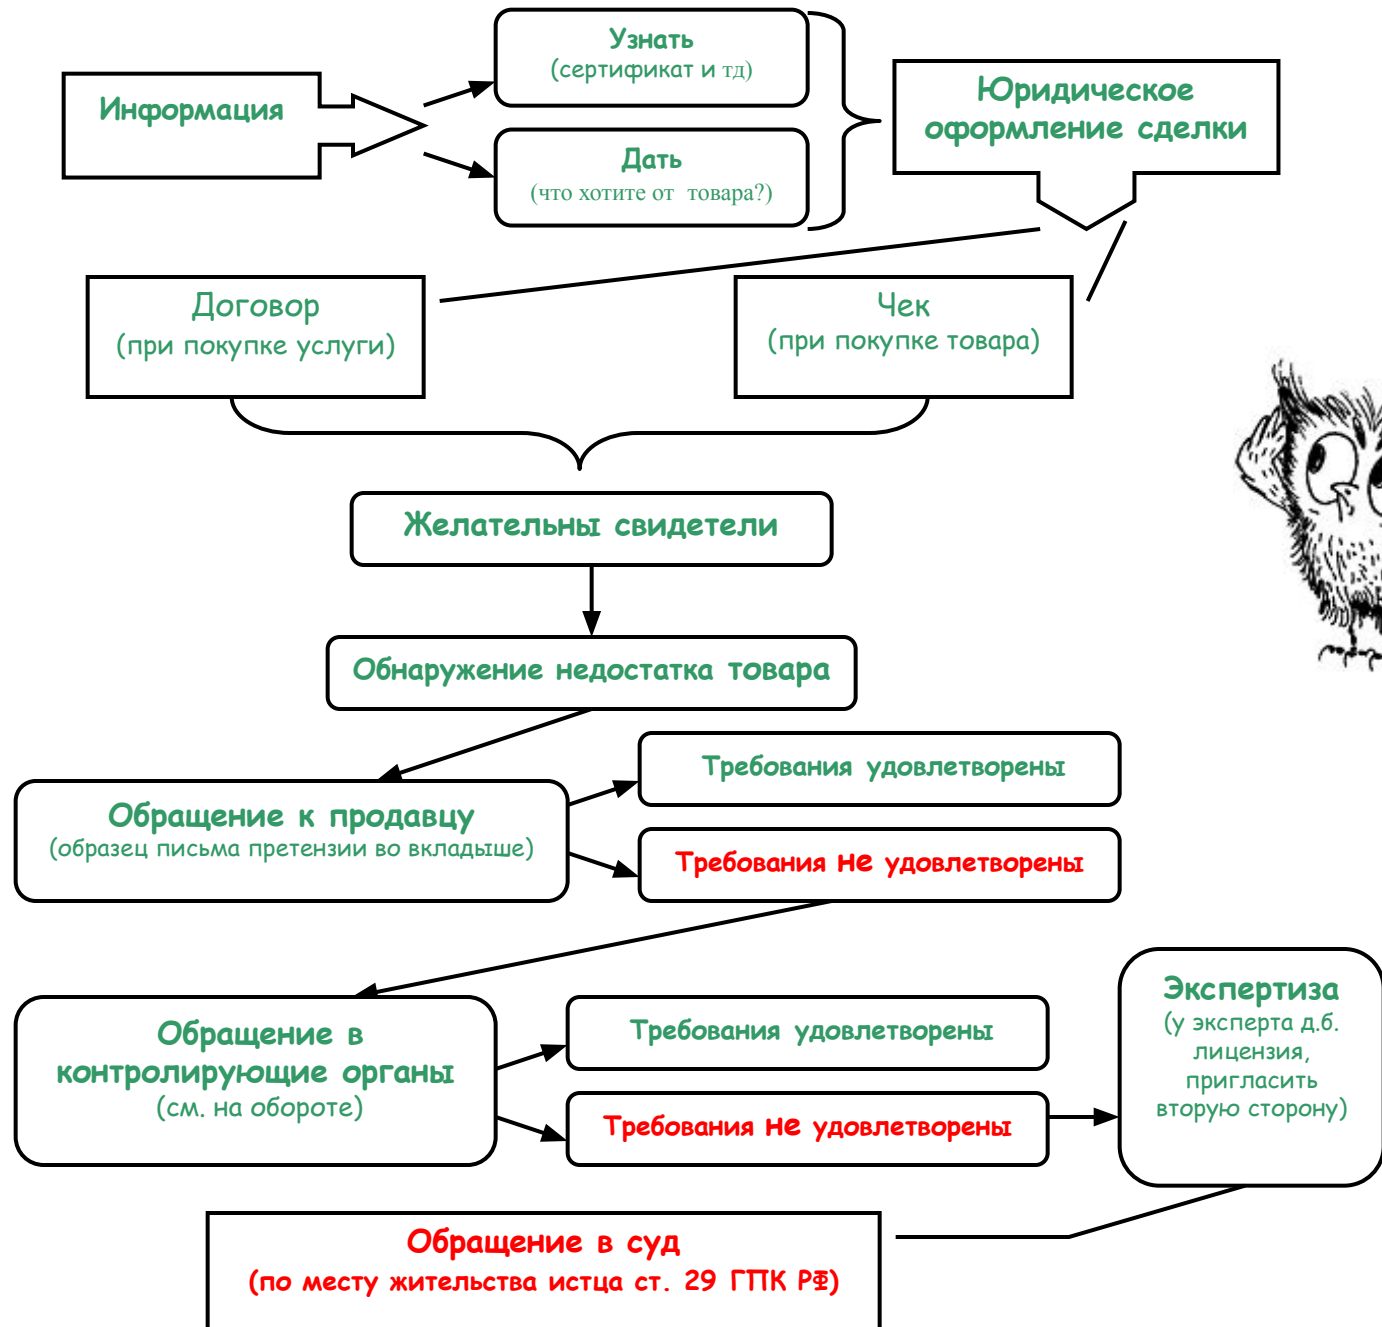 Узнать
(сертификат и тд)
Информация
Дать
(что хотите от товара?)
Юридическое
оформление сделки
Договор
(при покупке услуги)
Чек
(при покупке товара)
Желательны свидетели
Обнаружение недостатка товара
Требования удовлетворены
Обращение к продавцу
(образец письма претензии во вкладыше)
Требования не удовлетворены
Обращение в
контролирующие органы
(см. на обороте)
Требования удовлетворены
Требования не удовлетворены
Экспертиза
(у эксперта д.б.
лицензия,
пригласить
вторую сторону)
Обращение в суд
(по месту жительства истца ст. 29 ГПК РФ)